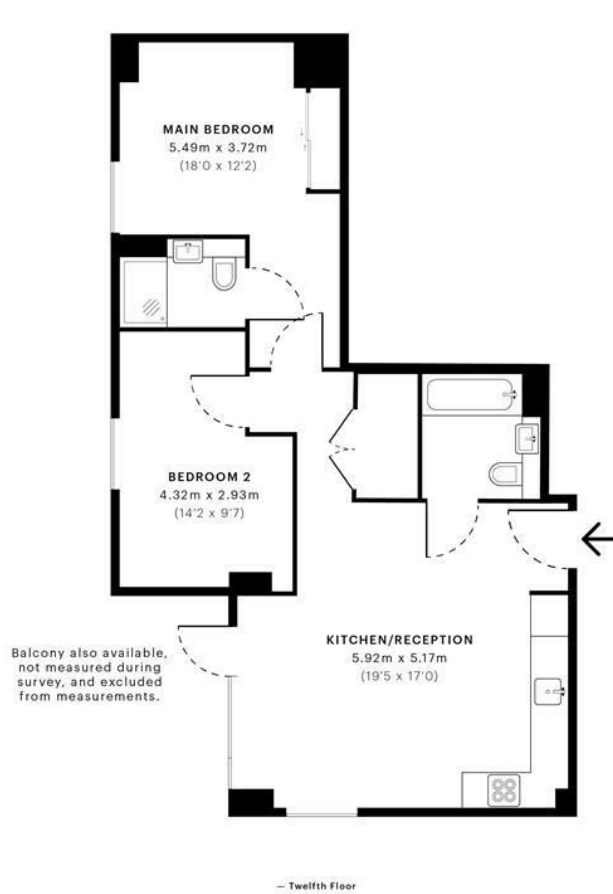 MAIN BEDROOM
5.49m x 3.72m
(18'0 x 12'2)
BEDROOM 2
4.32m x 2.93m
(14'2 x 9'7)
KITCHEN/RECEPTION
5.92m x 5.17m
(19'5 x 17'0)
Balcony also available,
not measured during
survey, and excluded
from measurements.
— Twelfth Floor